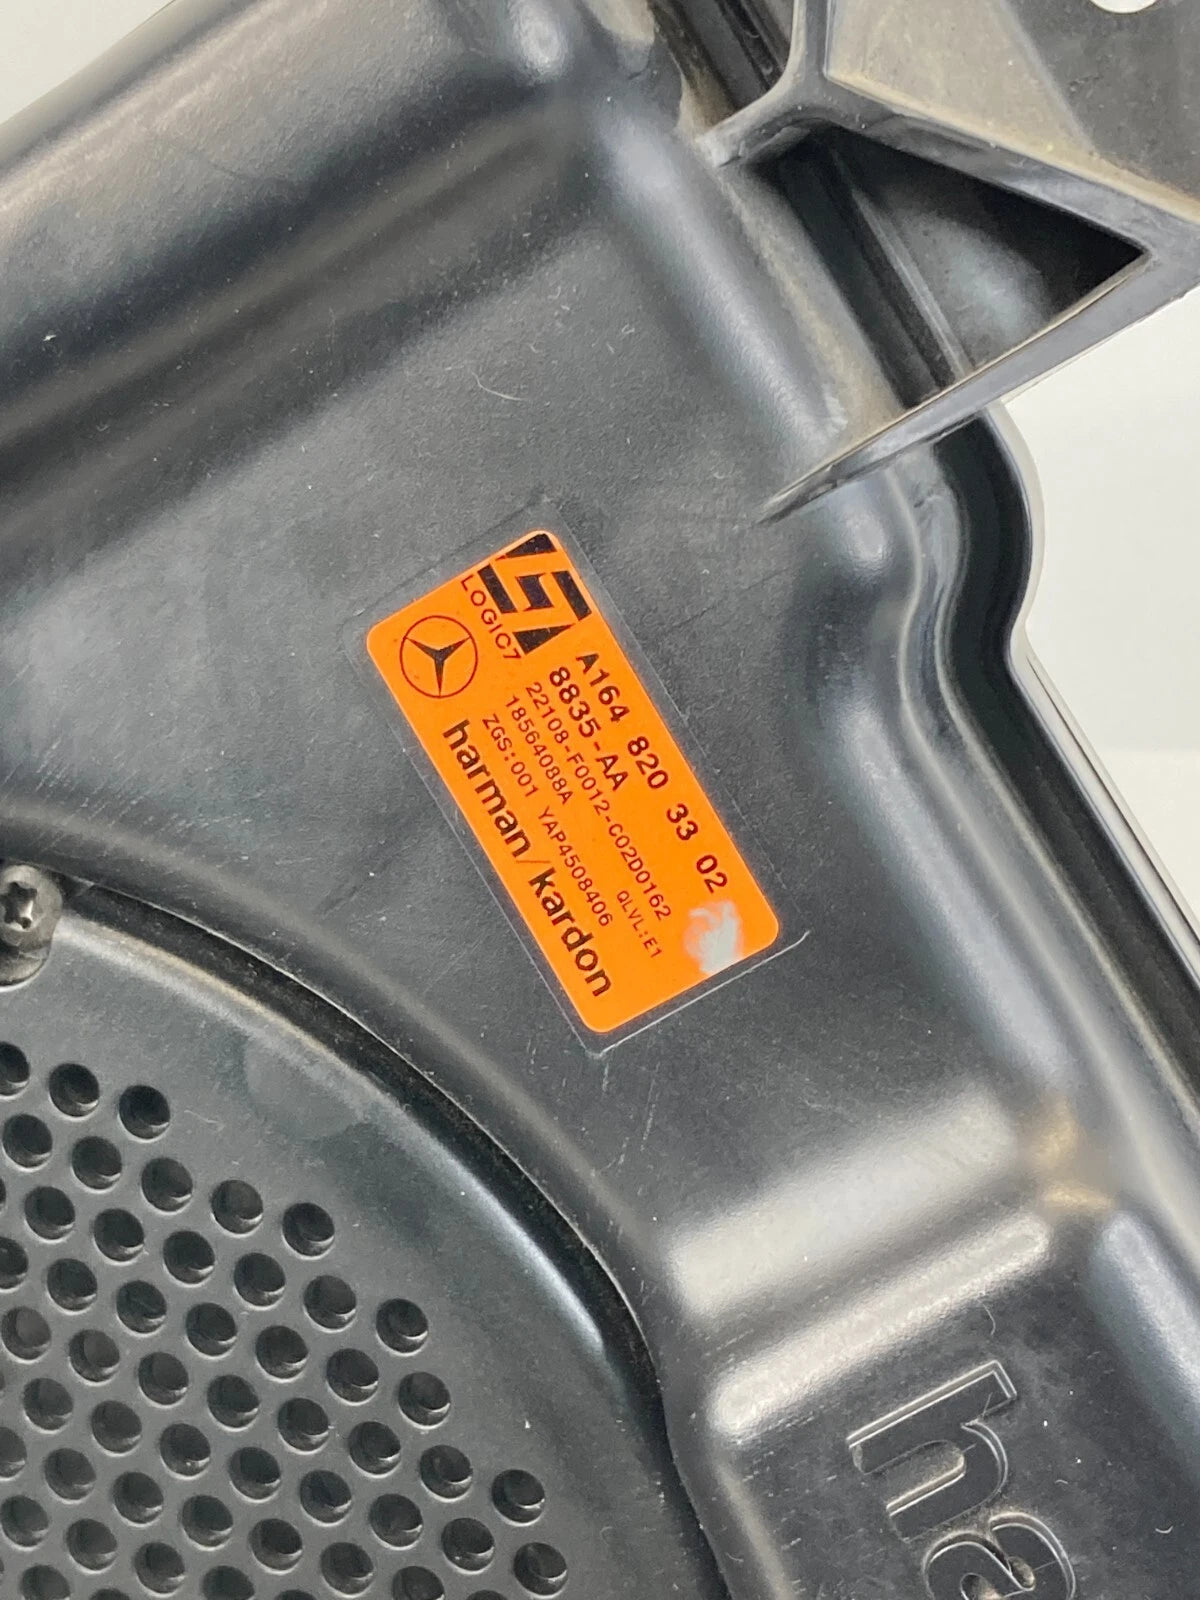 LOGIC7
A164 820 33 02
8835-AA
22108-F0012-C02D0162
18564088A QLVL:E1
ZGS:001 YAP4508406
harman/kardon
ha